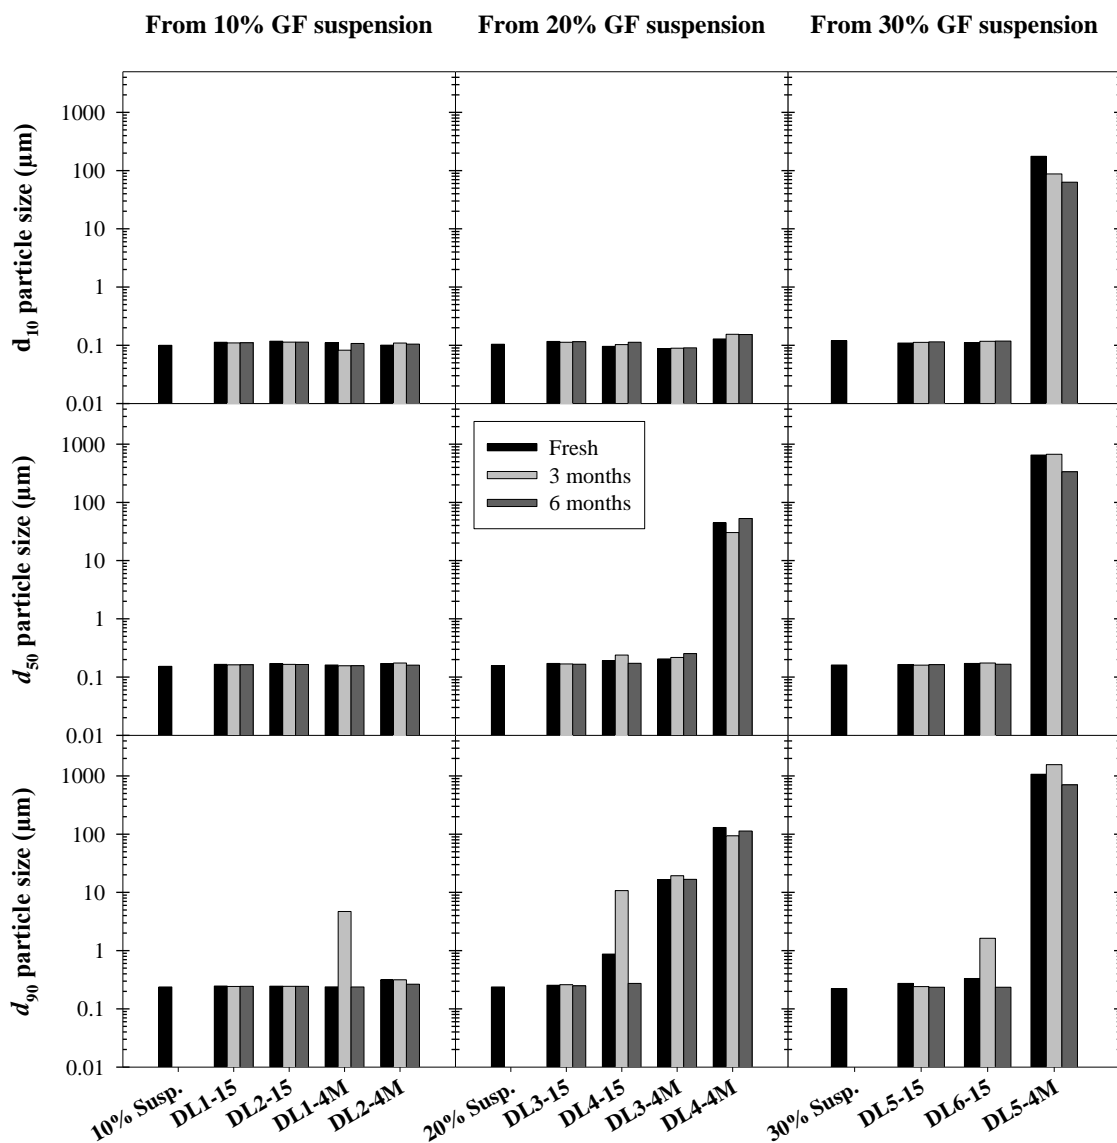 From 10% GF suspension From 20% GF suspension From 30% GF suspension
d10 particle size (µm)
1000
100
10
1
0.1
0.01
d50 particle size (µm)
1000
100
10
1
0.1
0.01
Fresh
3 months
6 months
d90 particle size (µm)
1000
100
10
1
0.1
0.01
10% Susp. DL1-15 DL2-15 DL1-4M DL2-4M 20% Susp. DL3-15 DL4-15 DL3-4M DL4-4M 30% Susp. DL5-15 DL6-15 DL5-4M